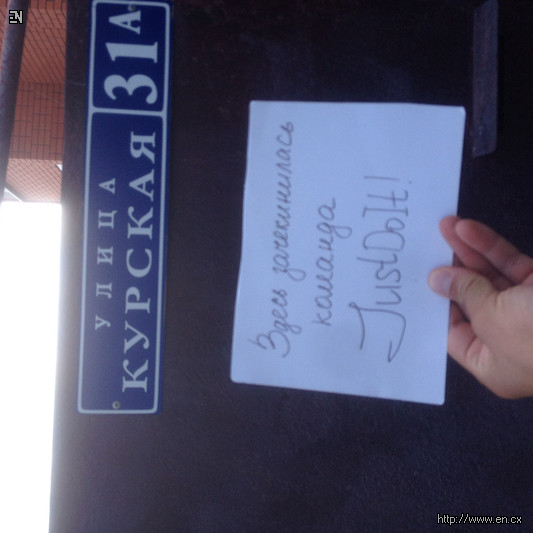 УЛИЦА
КУРСКАЯ
31А
Здесь зачекинилась
команда
JustDoIt!
EN
http://www.en.cx